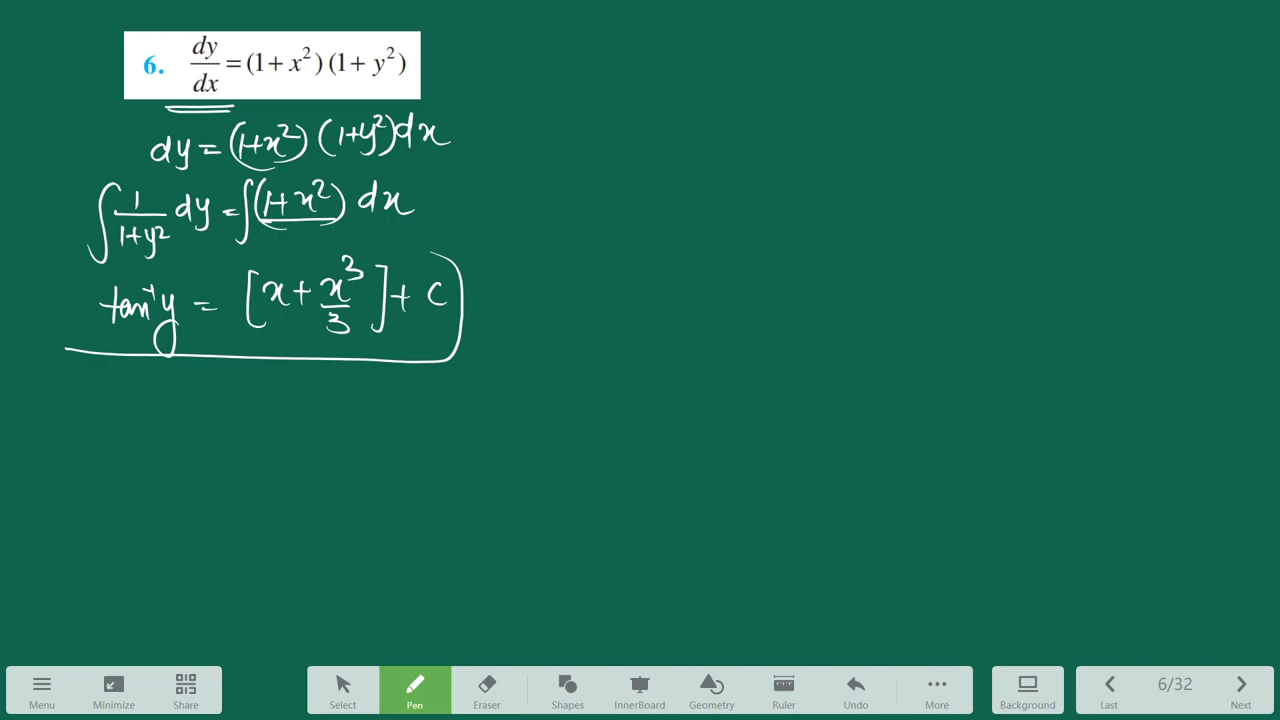 6. dy/dx = (1 + x²)(1 + y²)
dy = (1+x²) (1+y²) dx
∫ 1/(1+y²) dy = ∫ (1+x²) dx
tan⁻¹y = [x + x³/3] + c
Menu Minimize Share Select Pen Eraser Shapes InnerBoard Geometry Ruler Undo More Background Last 6/32 Next